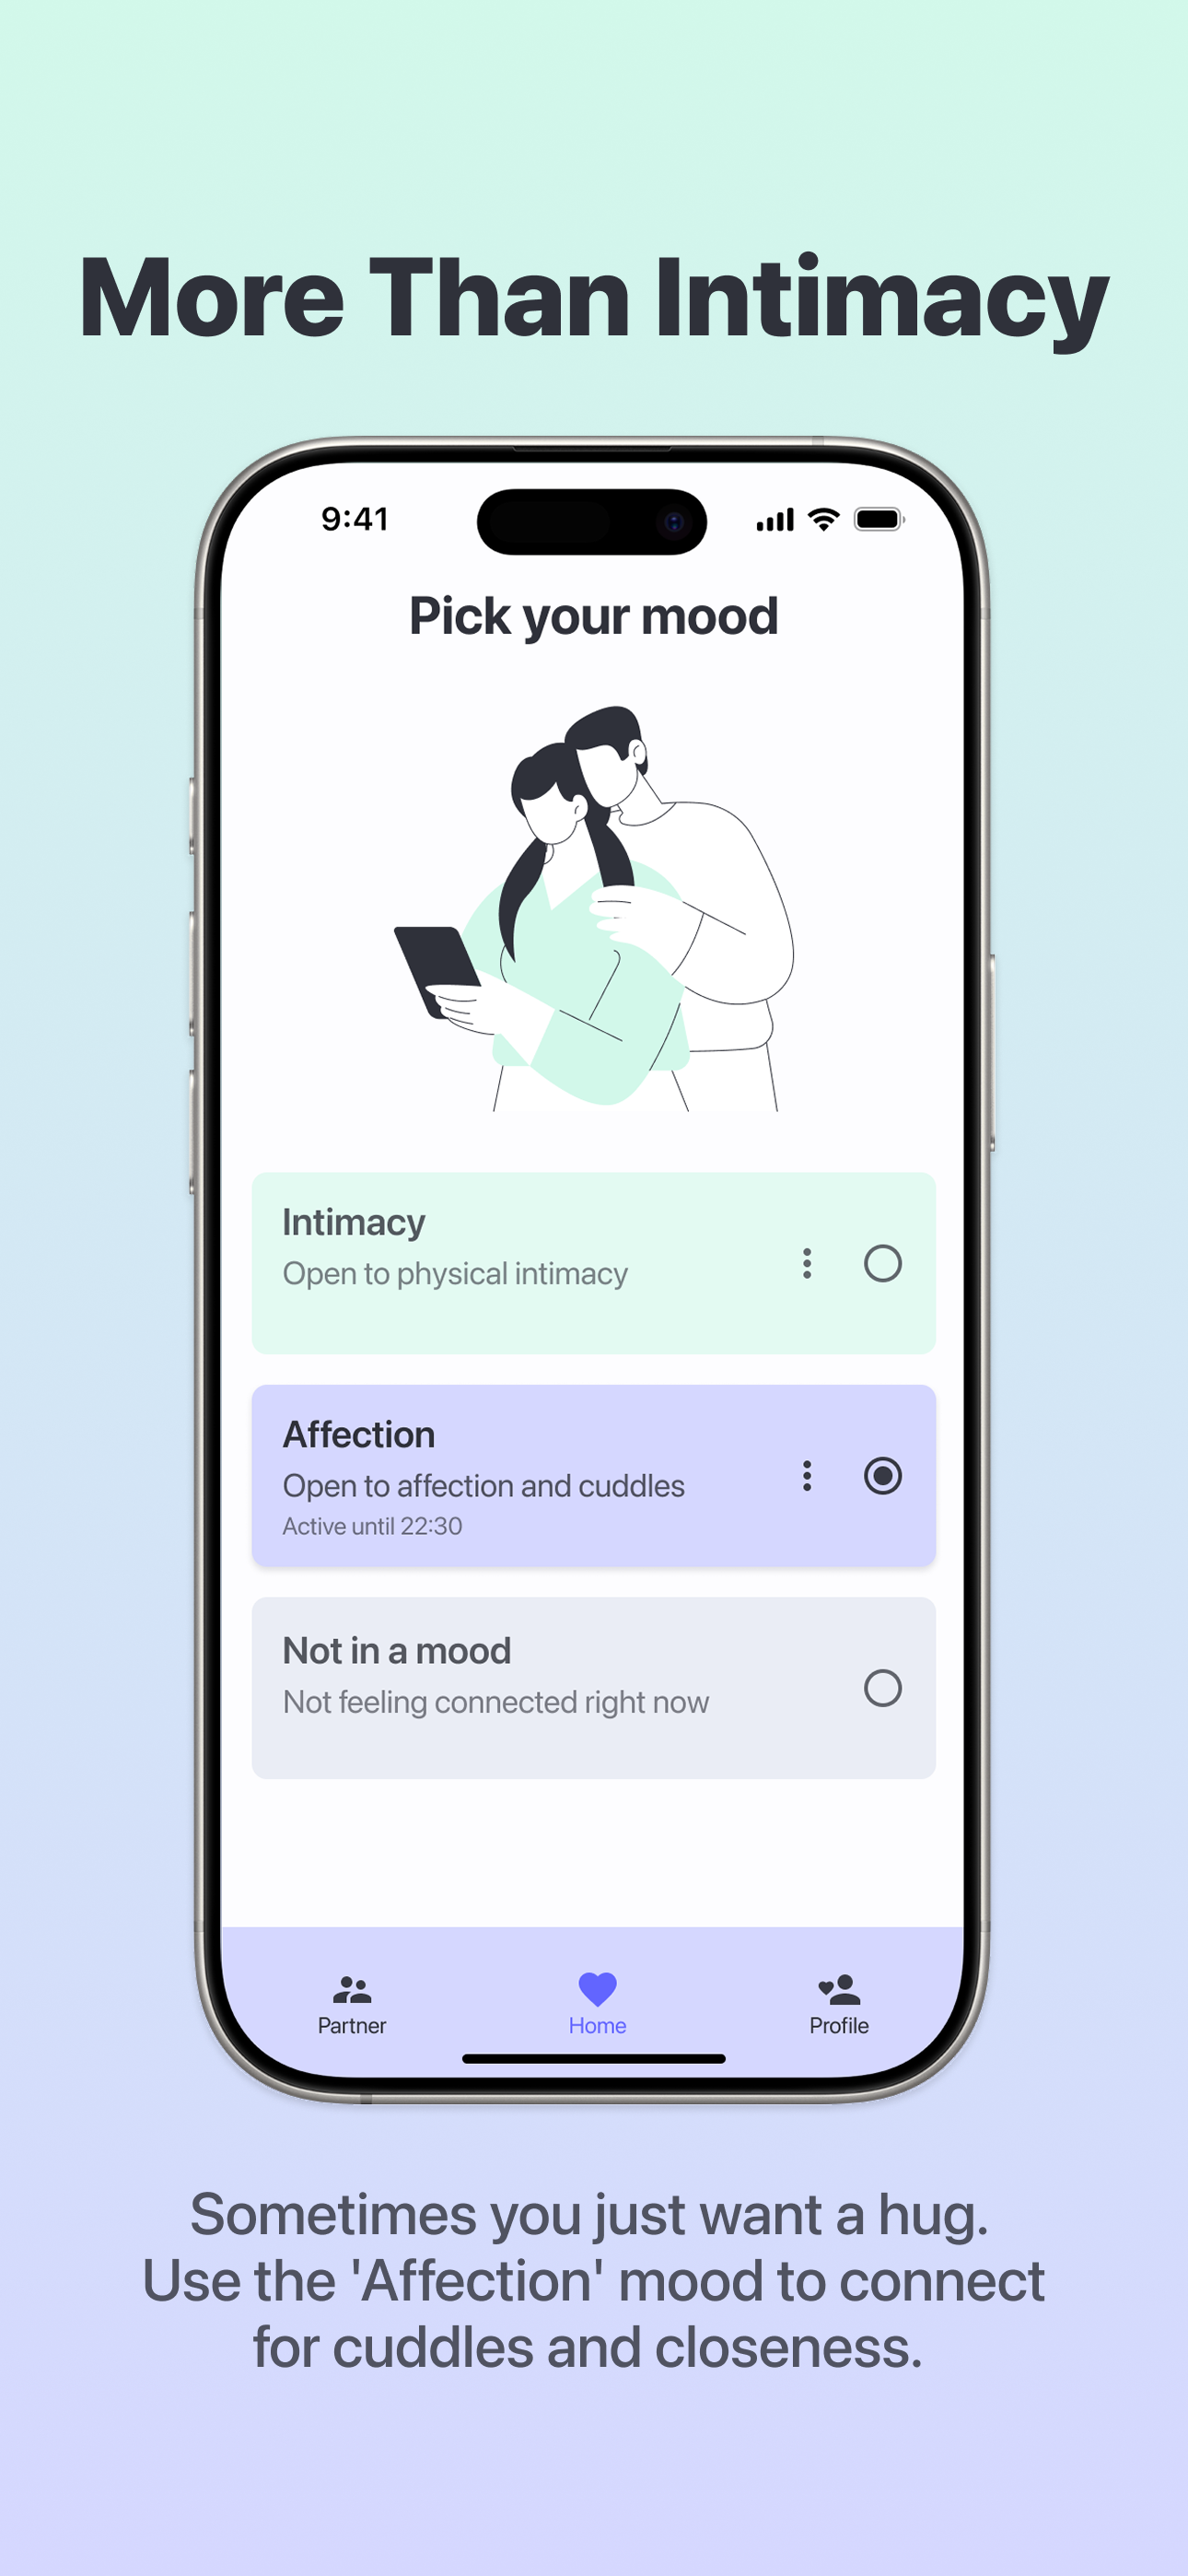 More Than Intimacy
9:41
Pick your mood
Intimacy
Open to physical intimacy
Affection
Open to affection and cuddles
Active until 22:30
Not in a mood
Not feeling connected right now
Partner
Home
Profile
Sometimes you just want a hug.
Use the 'Affection' mood to connect
for cuddles and closeness.